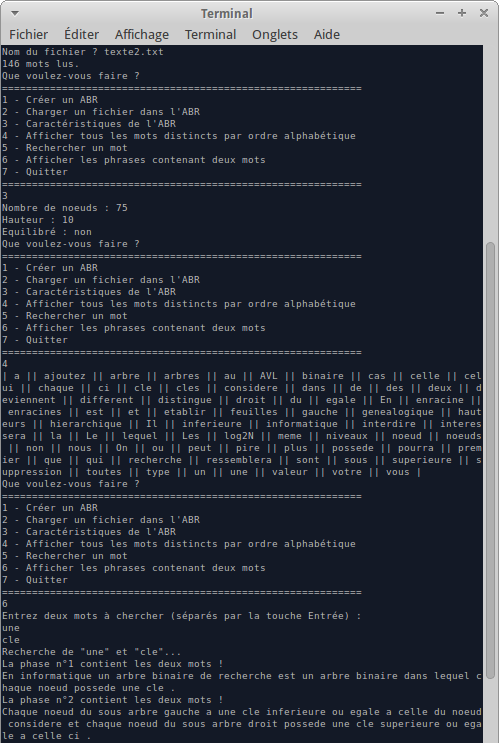 Terminal
Fichier Éditer Affichage Terminal Onglets Aide
Nom du fichier ? texte2.txt
146 mots lus.
Que voulez-vous faire ?
============================================================
1 - Créer un ABR
2 - Charger un fichier dans l'ABR
3 - Caractéristiques de l'ABR
4 - Afficher tous les mots distincts par ordre alphabétique
5 - Rechercher un mot
6 - Afficher les phrases contenant deux mots
7 - Quitter
============================================================
3
Nombre de noeuds : 75
Hauteur : 10
Equilibré : non
Que voulez-vous faire ?
============================================================
1 - Créer un ABR
2 - Charger un fichier dans l'ABR
3 - Caractéristiques de l'ABR
4 - Afficher tous les mots distincts par ordre alphabétique
5 - Rechercher un mot
6 - Afficher les phrases contenant deux mots
7 - Quitter
============================================================
4
| a || ajoutez || arbre || arbres || au || AVL || binaire || cas || celle || cel
ui || chaque || ci || cle || cles || considere || dans || de || des || deux || d
eviennent || different || distingue || droit || du || egale || En || enracine ||
 enracines || est || et || etablir || feuilles || gauche || genealogique || haut
eurs || hierarchique || Il || inferieure || informatique || interdire || interes
sera || la || Le || lequel || Les || log2N || meme || niveaux || noeud || noeuds
 || non || nous || On || ou || peut || pire || plus || possede || pourra || prem
ier || que || qui || recherche || ressemblera || sont || sous || superieure || s
uppression || toutes || type || un || une || valeur || votre || vous |
Que voulez-vous faire ?
============================================================
1 - Créer un ABR
2 - Charger un fichier dans l'ABR
3 - Caractéristiques de l'ABR
4 - Afficher tous les mots distincts par ordre alphabétique
5 - Rechercher un mot
6 - Afficher les phrases contenant deux mots
7 - Quitter
============================================================
6
Entrez deux mots à chercher (séparés par la touche Entrée) :
une
cle
Recherche de "une" et "cle"...
La phase n°1 contient les deux mots !
En informatique un arbre binaire de recherche est un arbre binaire dans lequel c
haque noeud possede une cle .
La phase n°2 contient les deux mots !
Chaque noeud du sous arbre gauche a une cle inferieure ou egale a celle du noeud
 considere et chaque noeud du sous arbre droit possede une cle superieure ou ega
le a celle ci .